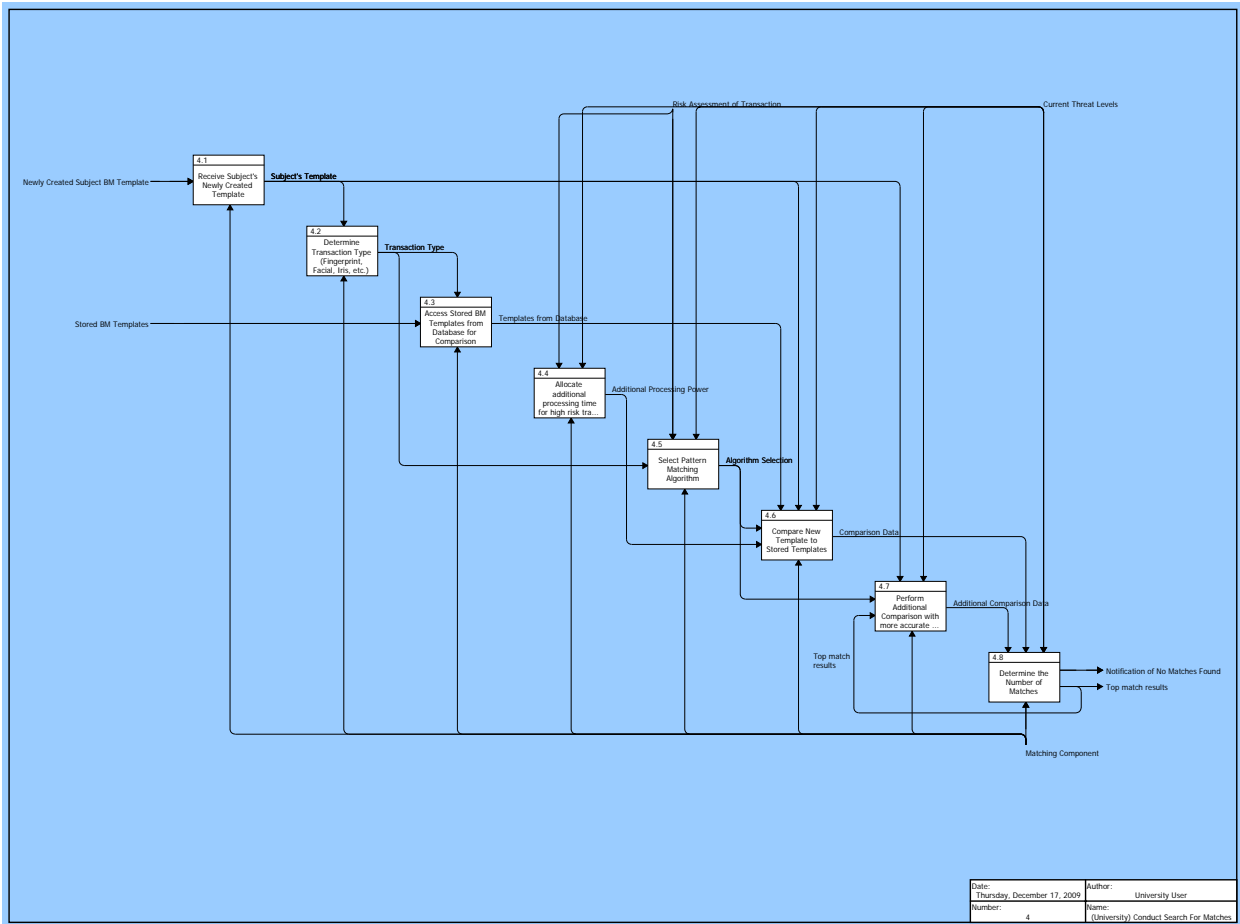 Risk Assessment of Transaction
Current Threat Levels
4.1
Receive Subject's
Newly Created
Template
Newly Created Subject BM Template
Subject's Template
4.2
Determine
Transaction Type
(Fingerprint,
Facial, Iris, etc.)
Transaction Type
4.3
Access Stored BM
Templates from
Database for
Comparison
Stored BM Templates
Templates from Database
4.4
Allocate
additional
processing time
for high risk tra...
Additional Processing Power
4.5
Select Pattern
Matching
Algorithm
Algorithm Selection
4.6
Compare New
Template to
Stored Templates
Comparison Data
4.7
Perform
Additional
Comparison with
more accurate ...
Additional Comparison Data
Top match
results
4.8
Determine the
Number of
Matches
Notification of No Matches Found
Top match results
Matching Component
Date:
Thursday, December 17, 2009
Author:
University User
Number:
4
Name:
(University) Conduct Search For Matches